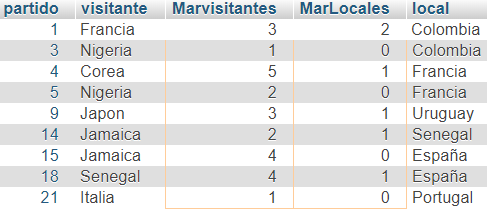 partido visitante Marvisitantes MarLocales local
1 Francia 3 2 Colombia
3 Nigeria 1 0 Colombia
4 Corea 5 1 Francia
5 Nigeria 2 0 Francia
9 Japon 3 1 Uruguay
14 Jamaica 2 1 Senegal
15 Jamaica 4 0 España
18 Senegal 4 1 España
21 Italia 1 0 Portugal